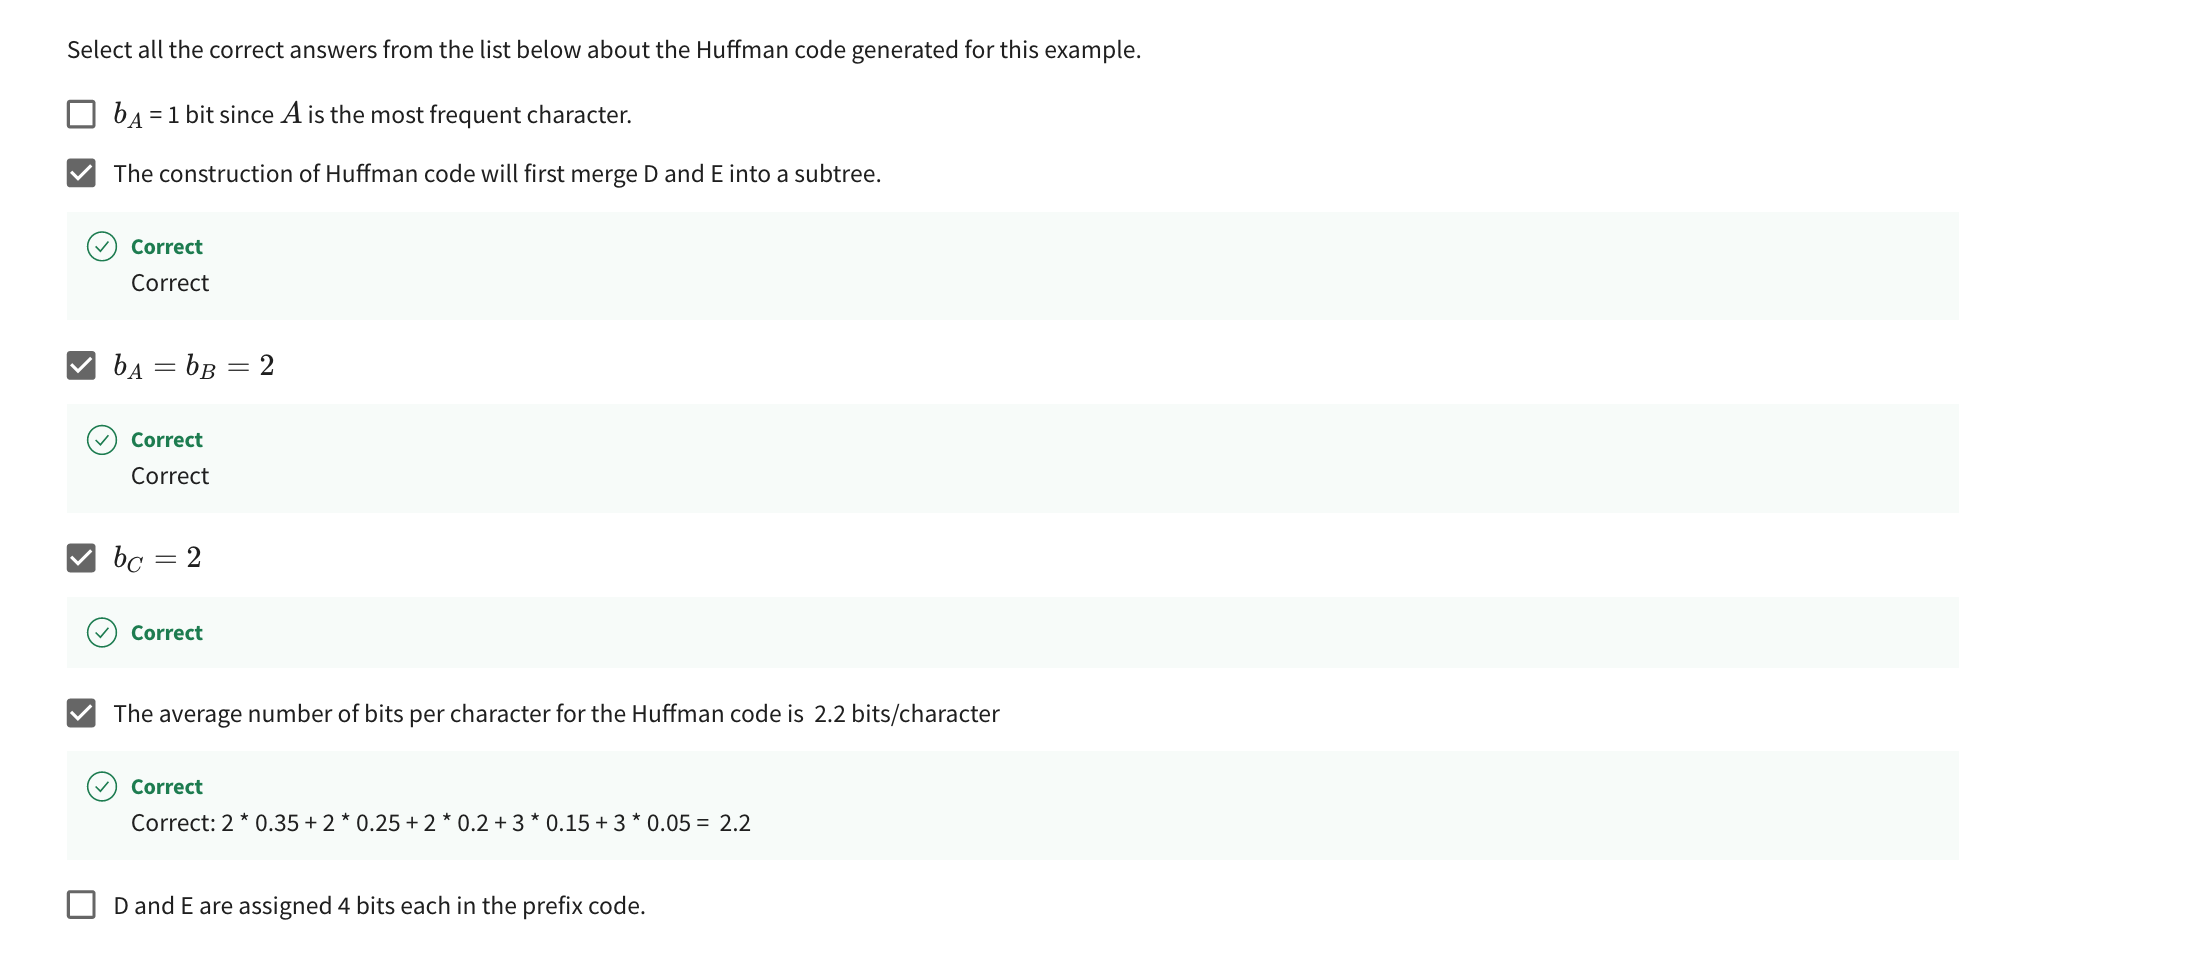 Select all the correct answers from the list below about the Huffman code generated for this example.
b_A = 1 bit since A is the most frequent character.
The construction of Huffman code will first merge D and E into a subtree.
Correct
Correct
b_A = b_B = 2
Correct
Correct
b_C = 2
Correct
The average number of bits per character for the Huffman code is 2.2 bits/character
Correct
Correct: 2 * 0.35 + 2 * 0.25 + 2 * 0.2 + 3 * 0.15 + 3 * 0.05 = 2.2
D and E are assigned 4 bits each in the prefix code.